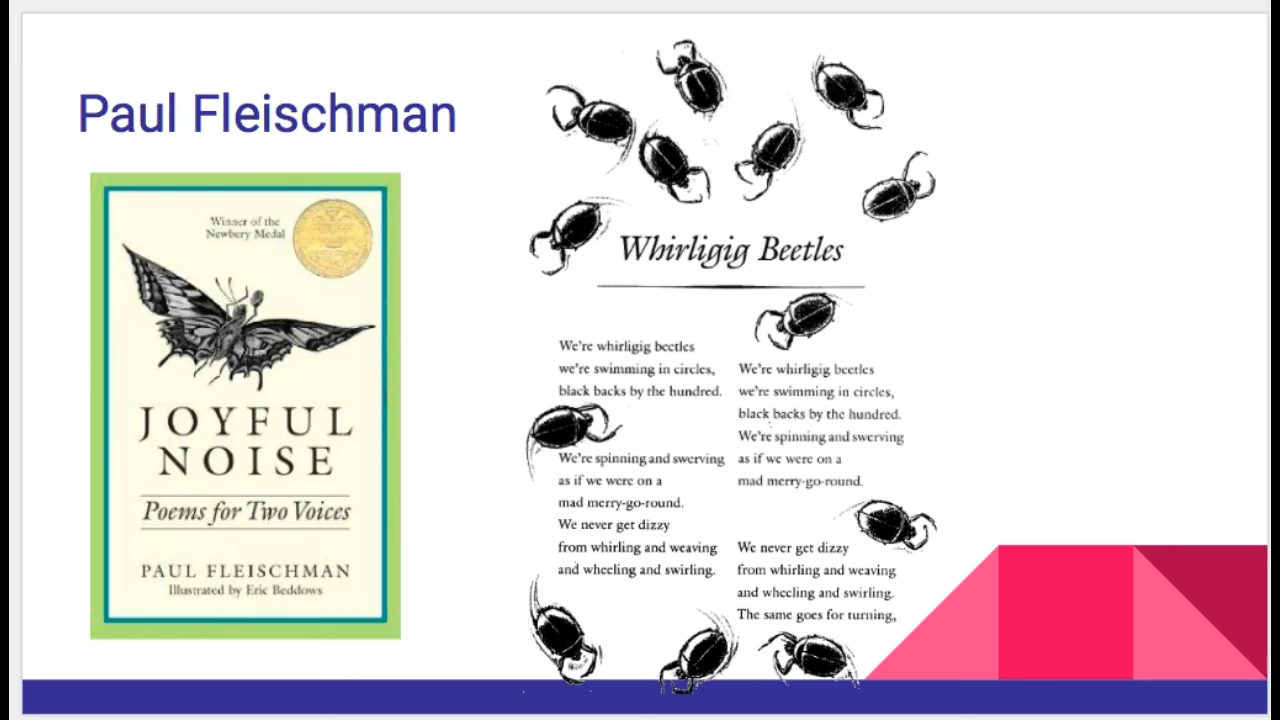 Paul Fleischman
Winner of the
Newbery Medal
JOYFUL
NOISE
Poems for Two Voices
PAUL FLEISCHMAN
Illustrated by Eric Beddows
Whirligig Beetles
We're whirligig beetles
we're swimming in circles,
black backs by the hundred.
We're spinning and swerving
as if we were on a
mad merry-go-round.
We never get dizzy
from whirling and weaving
and wheeling and swirling.
We're whirligig beetles
we're swimming in circles,
black backs by the hundred.
We're spinning and swerving
as if we were on a
mad merry-go-round.
We never get dizzy
from whirling and weaving
and wheeling and swirling.
The same goes for turning,